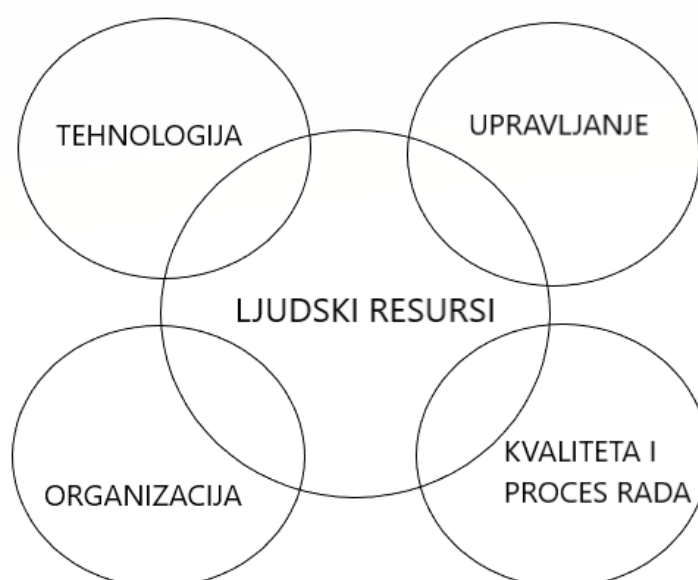 TEHNOLOGIJA
UPRAVLJANJE
LJUDSKI RESURSI
ORGANIZACIJA
KVALITETA I
PROCES RADA